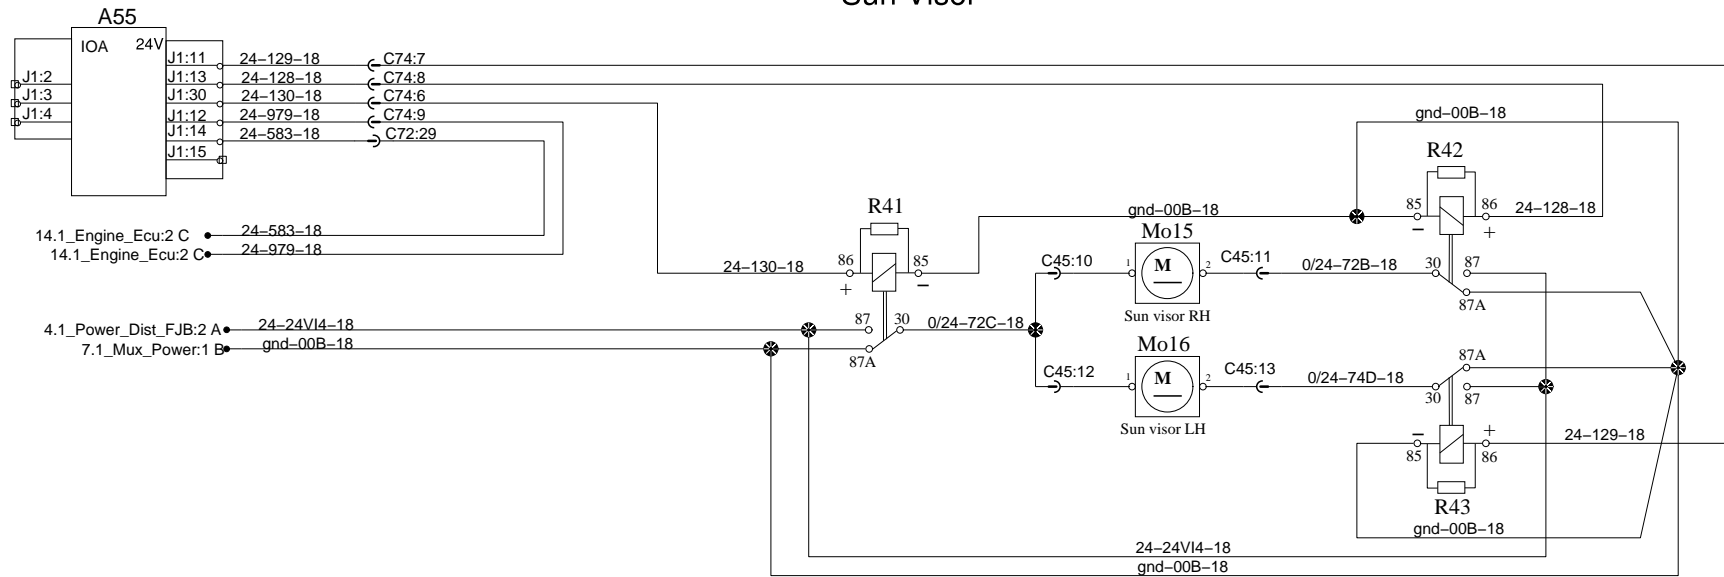 Sun Visor
A55
IOA 24V
J1:2
J1:3
J1:4
J1:11 24–129–18 C74:7
J1:13 24–128–18 C74:8
J1:30 24–130–18 C74:6
J1:12 24–979–18 C74:9
J1:14 24–583–18 C72:29
J1:15
14.1_Engine_Ecu:2 C 24–583–18
14.1_Engine_Ecu:2 C 24–979–18
4.1_Power_Dist_FJB:2 A 24–24VI4–18
7.1_Mux_Power:1 B gnd–00B–18
R41
86 85
+ –
24–130–18
87 30
87A
0/24–72C–18
gnd–00B–18
C45:10
Mo15
1 M 2
Sun visor RH
C45:11
0/24–72B–18
C45:12
Mo16
1 M 2
Sun visor LH
C45:13
0/24–74D–18
gnd–00B–18
R42
85 86
– +
24–128–18
30 87
87A
87A
30 87
– +
85 86
24–129–18
R43
gnd–00B–18
24–24VI4–18
gnd–00B–18